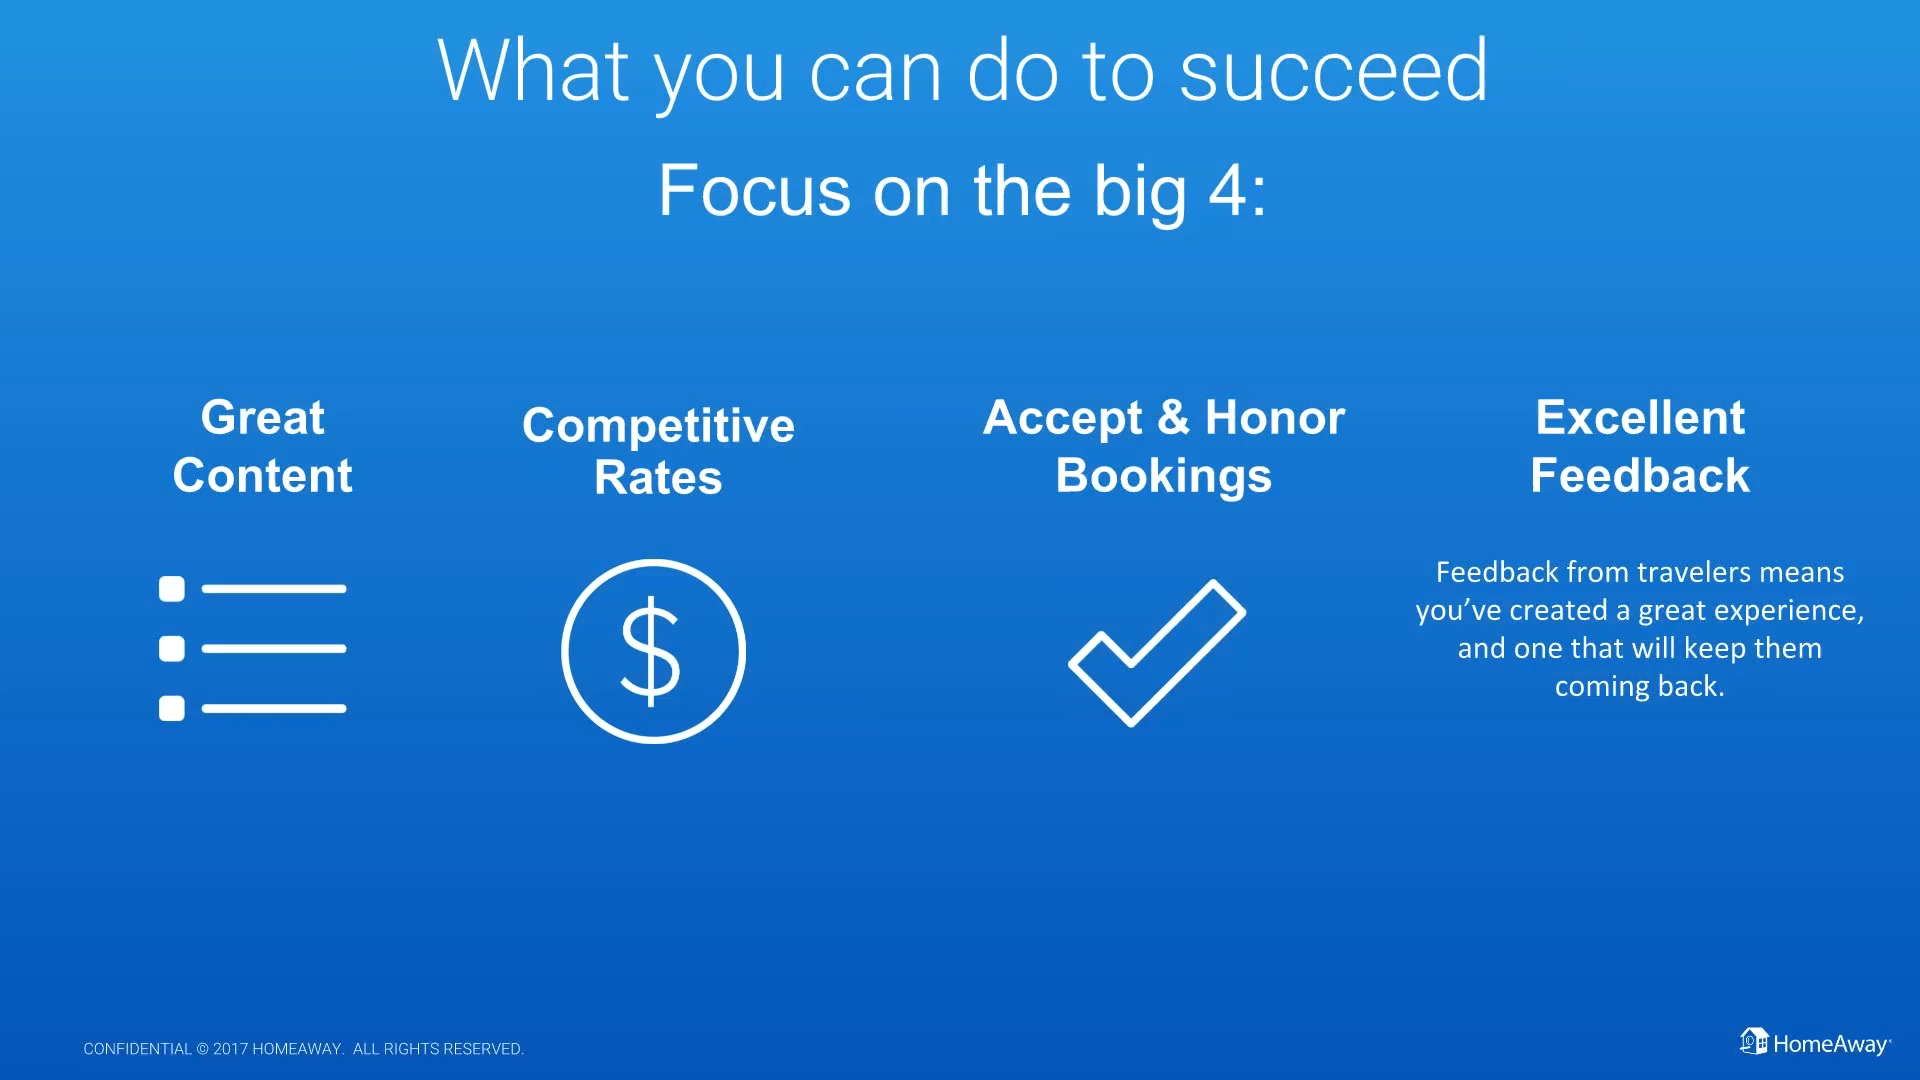 What you can do to succeed
Focus on the big 4:
Great
Content
Competitive
Rates
Accept & Honor
Bookings
Excellent
Feedback
$
Feedback from travelers means
you’ve created a great experience,
and one that will keep them
coming back.
CONFIDENTIAL © 2017 HOMEAWAY. ALL RIGHTS RESERVED.
HomeAway